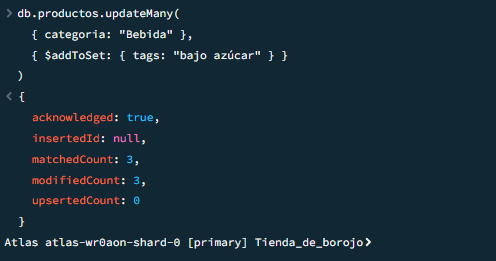 > db.productos.updateMany(
{ categoria: "Bebida" },
{ $addToSet: { tags: "bajo azúcar" } }
)
< {
acknowledged: true,
insertedId: null,
matchedCount: 3,
modifiedCount: 3,
upsertedCount: 0
}
Atlas atlas-wr0aon-shard-0 [primary] Tienda_de_borojo>